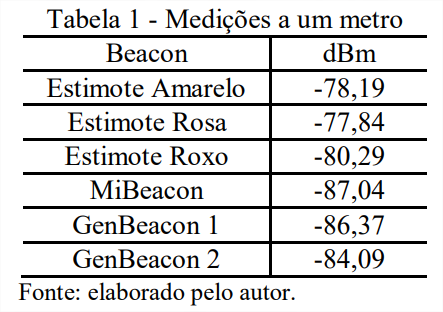 Tabela 1 - Medições a um metro
Beacon dBm
Estimote Amarelo -78,19
Estimote Rosa -77,84
Estimote Roxo -80,29
MiBeacon -87,04
GenBeacon 1 -86,37
GenBeacon 2 -84,09
Fonte: elaborado pelo autor.